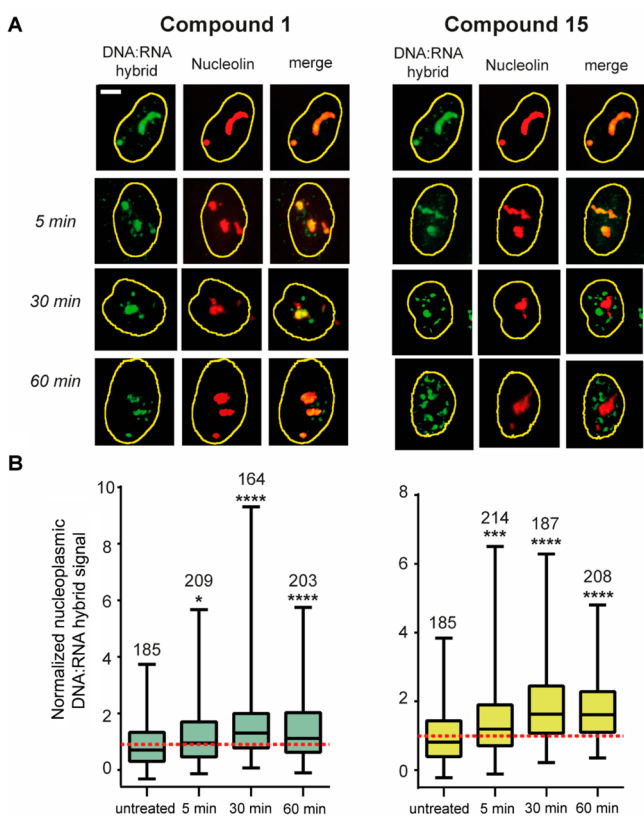 A
Compound 1
Compound 15
DNA:RNA
hybrid
Nucleolin
merge
DNA:RNA
hybrid
Nucleolin
merge
5 min
30 min
60 min
B
Normalized nucleoplasmic
DNA:RNA hybrid signal
10
8
6
4
2
0
185
209
*
164
****
203
****
untreated
5 min
30 min
60 min
8
6
4
2
0
185
214
***
187
****
208
****
untreated
5 min
30 min
60 min